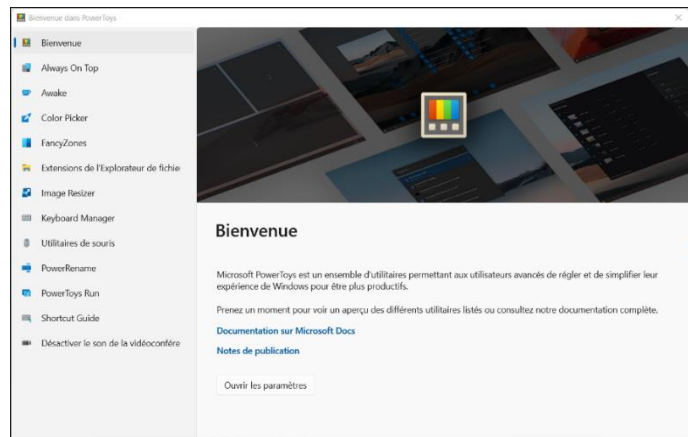 Bienvenue dans PowerToys
Bienvenue
Always On Top
Awake
Color Picker
FancyZones
Extensions de l'Explorateur de fichie
Image Resizer
Keyboard Manager
Utilitaires de souris
PowerRename
PowerToys Run
Shortcut Guide
Désactiver le son de la vidéoconfére
Bienvenue
Microsoft PowerToys est un ensemble d'utilitaires permettant aux utilisateurs avancés de régler et de simplifier leur
expérience de Windows pour être plus productifs.
Prenez un moment pour voir un aperçu des différents utilitaires listés ou consultez notre documentation complète.
Documentation sur Microsoft Docs
Notes de publication
Ouvrir les paramètres